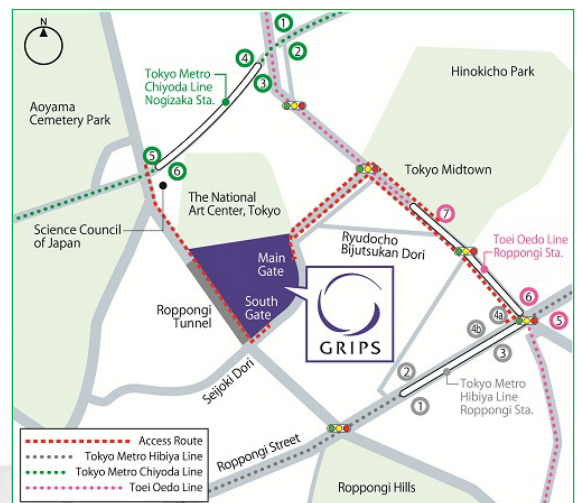 N
1
2
4
3
Tokyo Metro
Chiyoda Line
Nogizaka Sta.
Hinokicho Park
Aoyama
Cemetery Park
5
6
Tokyo Midtown
The National
Art Center, Tokyo
Science Council
of Japan
7
Ryudocho
Bijutsukan Dori
Toei Oedo Line
Roppongi Sta.
Main
Gate
South
Gate
GRIPS
Roppongi
Tunnel
6
5
4a
4b
3
2
1
Tokyo Metro
Hibiya Line
Roppongi Sta.
Seijoki Dori
Roppongi Street
Roppongi Hills
Access Route
Tokyo Metro Hibiya Line
Tokyo Metro Chiyoda Line
Toei Oedo Line